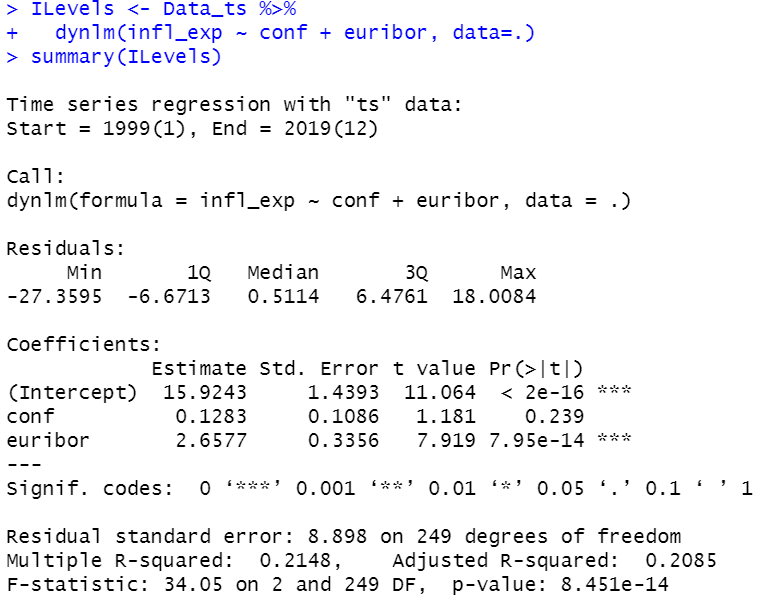 > ILevels <- Data_ts %>%
+   dynlm(infl_exp ~ conf + euribor, data=.)
> summary(ILevels)

Time series regression with "ts" data:
Start = 1999(1), End = 2019(12)

Call:
dynlm(formula = infl_exp ~ conf + euribor, data = .)

Residuals:
     Min       1Q   Median       3Q      Max
-27.3595  -6.6713   0.5114   6.4761  18.0084

Coefficients:
            Estimate Std. Error t value Pr(>|t|)
(Intercept)  15.9243     1.4393  11.064  < 2e-16 ***
conf          0.1283     0.1086   1.181    0.239
euribor       2.6577     0.3356   7.919 7.95e-14 ***
---
Signif. codes:  0 ‘***’ 0.001 ‘**’ 0.01 ‘*’ 0.05 ‘.’ 0.1 ‘ ’ 1

Residual standard error: 8.898 on 249 degrees of freedom
Multiple R-squared:  0.2148,    Adjusted R-squared:  0.2085
F-statistic: 34.05 on 2 and 249 DF,  p-value: 8.451e-14